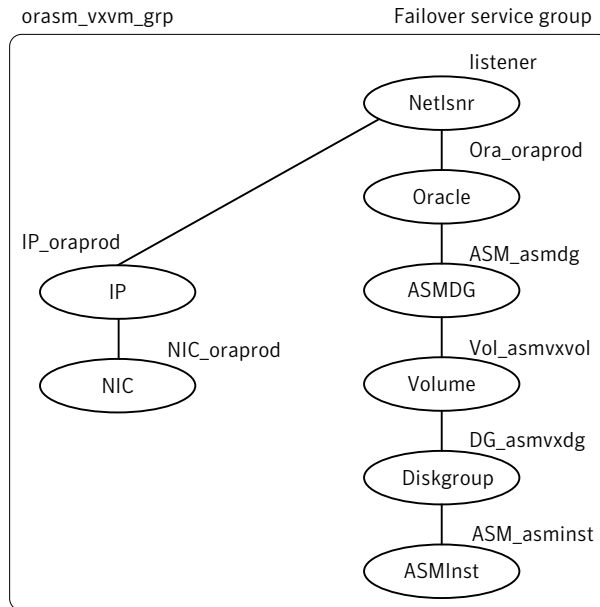 orasm_vxvm_grp
Failover service group
listener
Netlsnr
Ora_oraprod
Oracle
IP_oraprod
ASM_asmdg
IP
ASMDG
NIC_oraprod
Vol_asmvxvol
NIC
Volume
DG_asmvxdg
Diskgroup
ASM_asminst
ASMInst